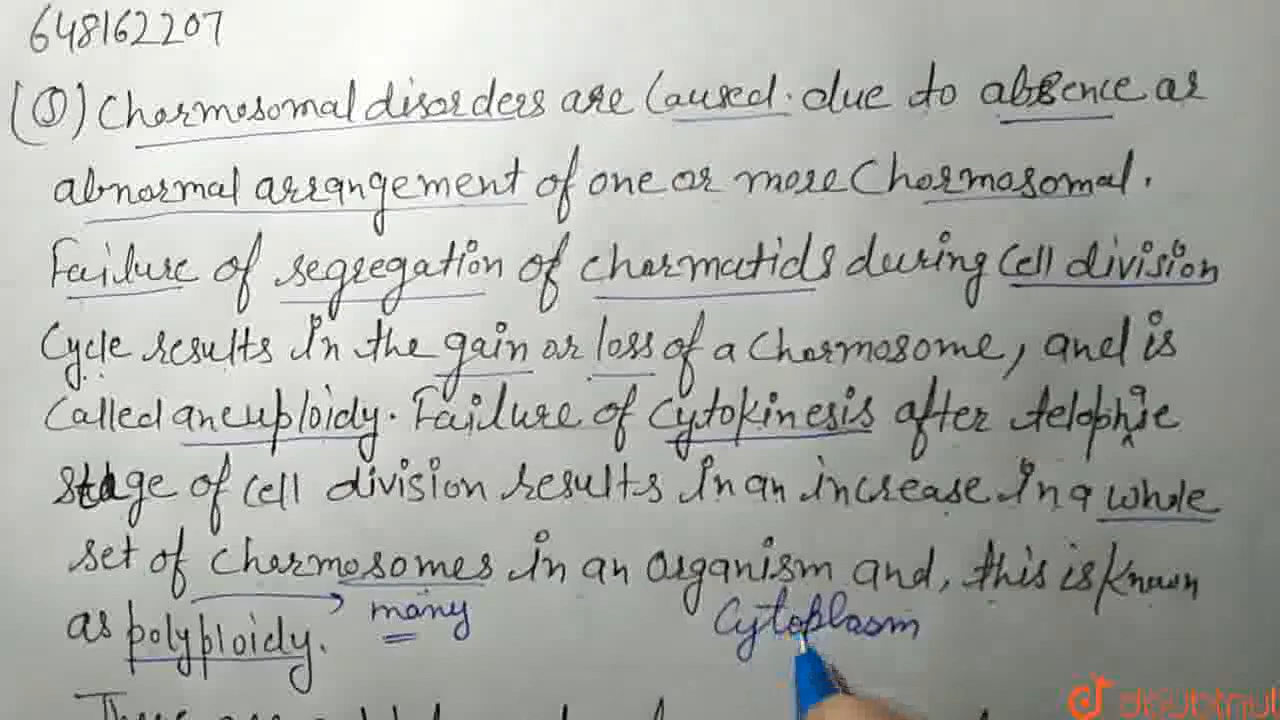 648162207
(Q) Chormosomal disorders are Caused. due to absence or
abnormal arrangement of one or more Chormosomal.
Failure of segregation of chormatids during Cell division
Cycle results in the gain or loss of a Chormosome, and is
Called aneuploidy. Failure of Cytokinesis after telophase
stage of Cell division results in an increase in a whole
set of chormosomes in an organism and, this is known
as polyploidy.
many
Cytoplasm
doubtnut